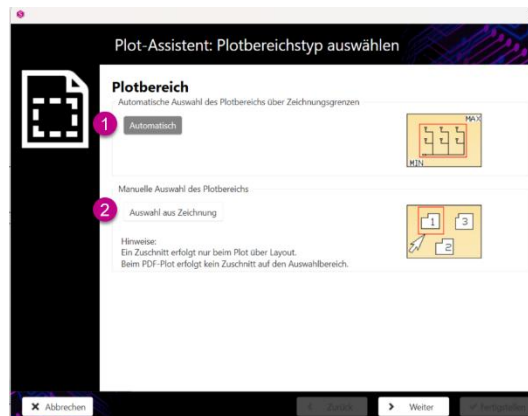 Plot-Assistent: Plotbereichstyp auswählen
Plotbereich
Automatische Auswahl des Plotbereichs über Zeichnungsgrenzen
1
Automatisch
MAX
MIN
Manuelle Auswahl des Plotbereichs
2
Auswahl aus Zeichnung
1
3
2
Hinweise:
Ein Zuschnitt erfolgt nur beim Plot über Layout.
Beim PDF-Plot erfolgt kein Zuschnitt auf den Auswahlbereich.
Abbrechen
Zurück
Weiter
Fertigstellen